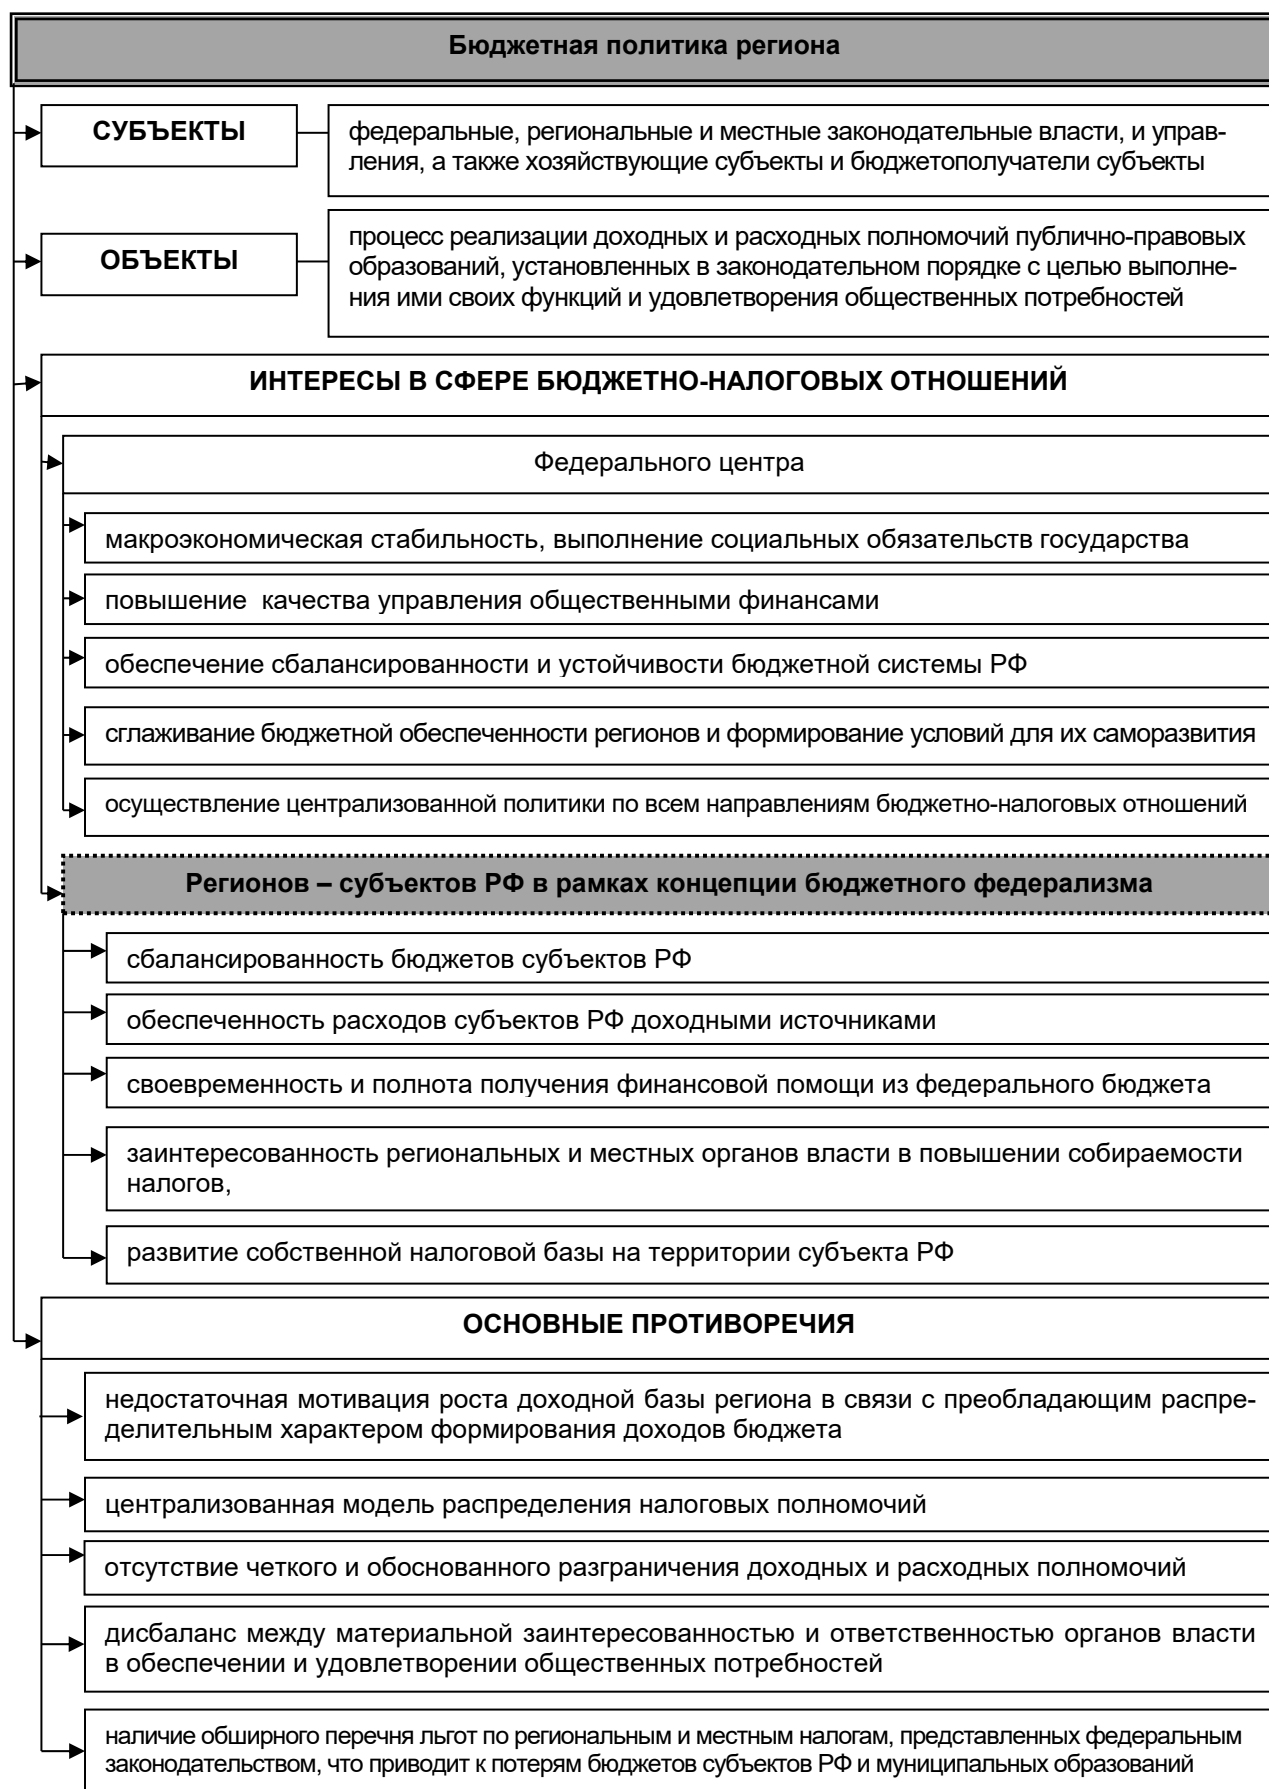 Бюджетная политика региона
СУБЪЕКТЫ
федеральные, региональные и местные законодательные власти, и управ-
ления, а также хозяйствующие субъекты и бюджетополучатели субъекты
ОБЪЕКТЫ
процесс реализации доходных и расходных полномочий публично-правовых
образований, установленных в законодательном порядке с целью выполне-
ния ими своих функций и удовлетворения общественных потребностей
ИНТЕРЕСЫ В СФЕРЕ БЮДЖЕТНО-НАЛОГОВЫХ ОТНОШЕНИЙ
Федерального центра
макроэкономическая стабильность, выполнение социальных обязательств государства
повышение качества управления общественными финансами
обеспечение сбалансированности и устойчивости бюджетной системы РФ
сглаживание бюджетной обеспеченности регионов и формирование условий для их саморазвития
осуществление централизованной политики по всем направлениям бюджетно-налоговых отношений
Регионов – субъектов РФ в рамках концепции бюджетного федерализма
сбалансированность бюджетов субъектов РФ
обеспеченность расходов субъектов РФ доходными источниками
своевременность и полнота получения финансовой помощи из федерального бюджета
заинтересованность региональных и местных органов власти в повышении собираемости
налогов,
развитие собственной налоговой базы на территории субъекта РФ
ОСНОВНЫЕ ПРОТИВОРЕЧИЯ
недостаточная мотивация роста доходной базы региона в связи с преобладающим распре-
делительным характером формирования доходов бюджета
централизованная модель распределения налоговых полномочий
отсутствие четкого и обоснованного разграничения доходных и расходных полномочий
дисбаланс между материальной заинтересованностью и ответственностью органов власти
в обеспечении и удовлетворении общественных потребностей
наличие обширного перечня льгот по региональным и местным налогам, представленных федеральным
законодательством, что приводит к потерям бюджетов субъектов РФ и муниципальных образований